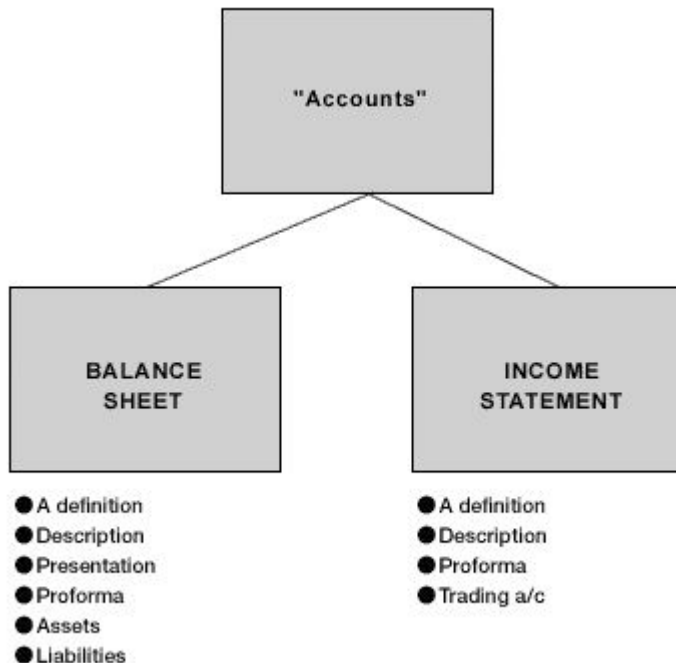 "Accounts"
BALANCE
SHEET
INCOME
STATEMENT
● A definition
● Description
● Presentation
● Proforma
● Assets
● Liabilities
● A definition
● Description
● Proforma
● Trading a/c